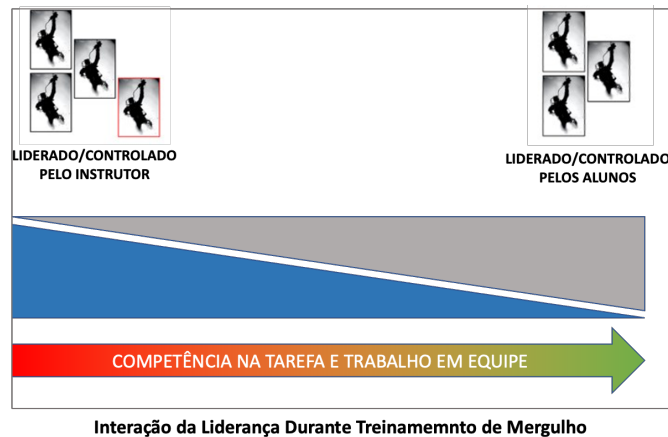 LIDERADO/CONTROLADO
PELO INSTRUTOR
LIDERADO/CONTROLADO
PELOS ALUNOS
COMPETÊNCIA NA TAREFA E TRABALHO EM EQUIPE
Interação da Liderança Durante Treinamemnto de Mergulho